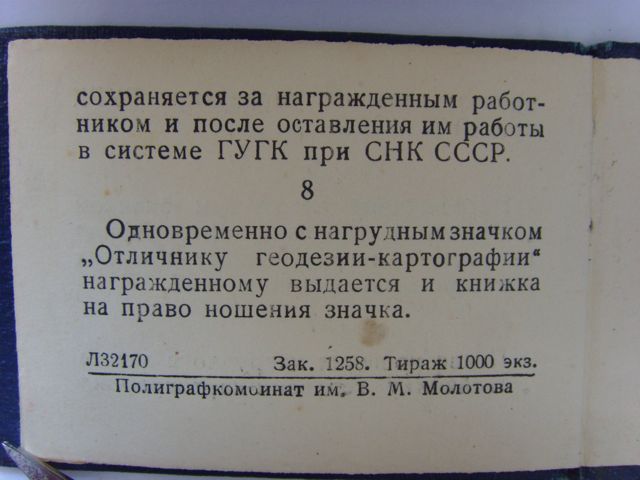 сохраняется за награжденным работ-
ником и после оставления им работы
в системе ГУГК при СНК СССР.
8
Одновременно с нагрудным значком
„Отличнику геодезии-картографии“
награжденному выдается и книжка
на право ношения значка.
Л32170 Зак. 1258. Тираж 1000 экз.
Полиграфкомбинат им. В. М. Молотова